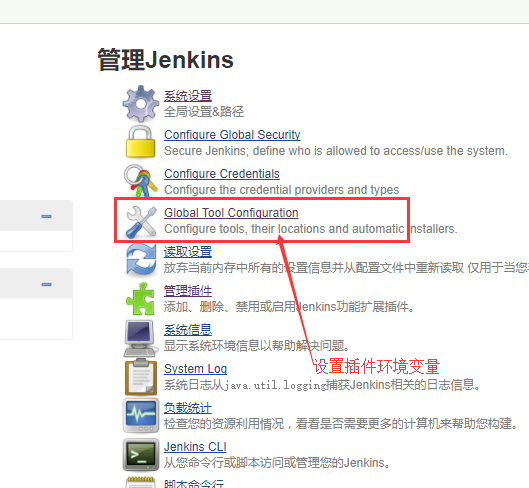 管理Jenkins
系统设置
全局设置&路径
Configure Global Security
Secure Jenkins; define who is allowed to access/use the system.
Configure Credentials
Configure the credential providers and types
Global Tool Configuration
Configure tools, their locations and automatic installers.
读取设置
放弃当前内存中所有的设置信息并从配置文件中重新读取 仅用于当您
管理插件
添加、删除、禁用或启用Jenkins功能扩展插件。
系统信息
显示系统环境信息以帮助解决问题。
设置插件环境变量
System Log
系统日志从java.util.logging捕获Jenkins相关的日志信息。
负载统计
检查您的资源利用情况，看看是否需要更多的计算机来帮助您构建。
Jenkins CLI
从您命令行或脚本访问或管理您的Jenkins。
脚本命令行